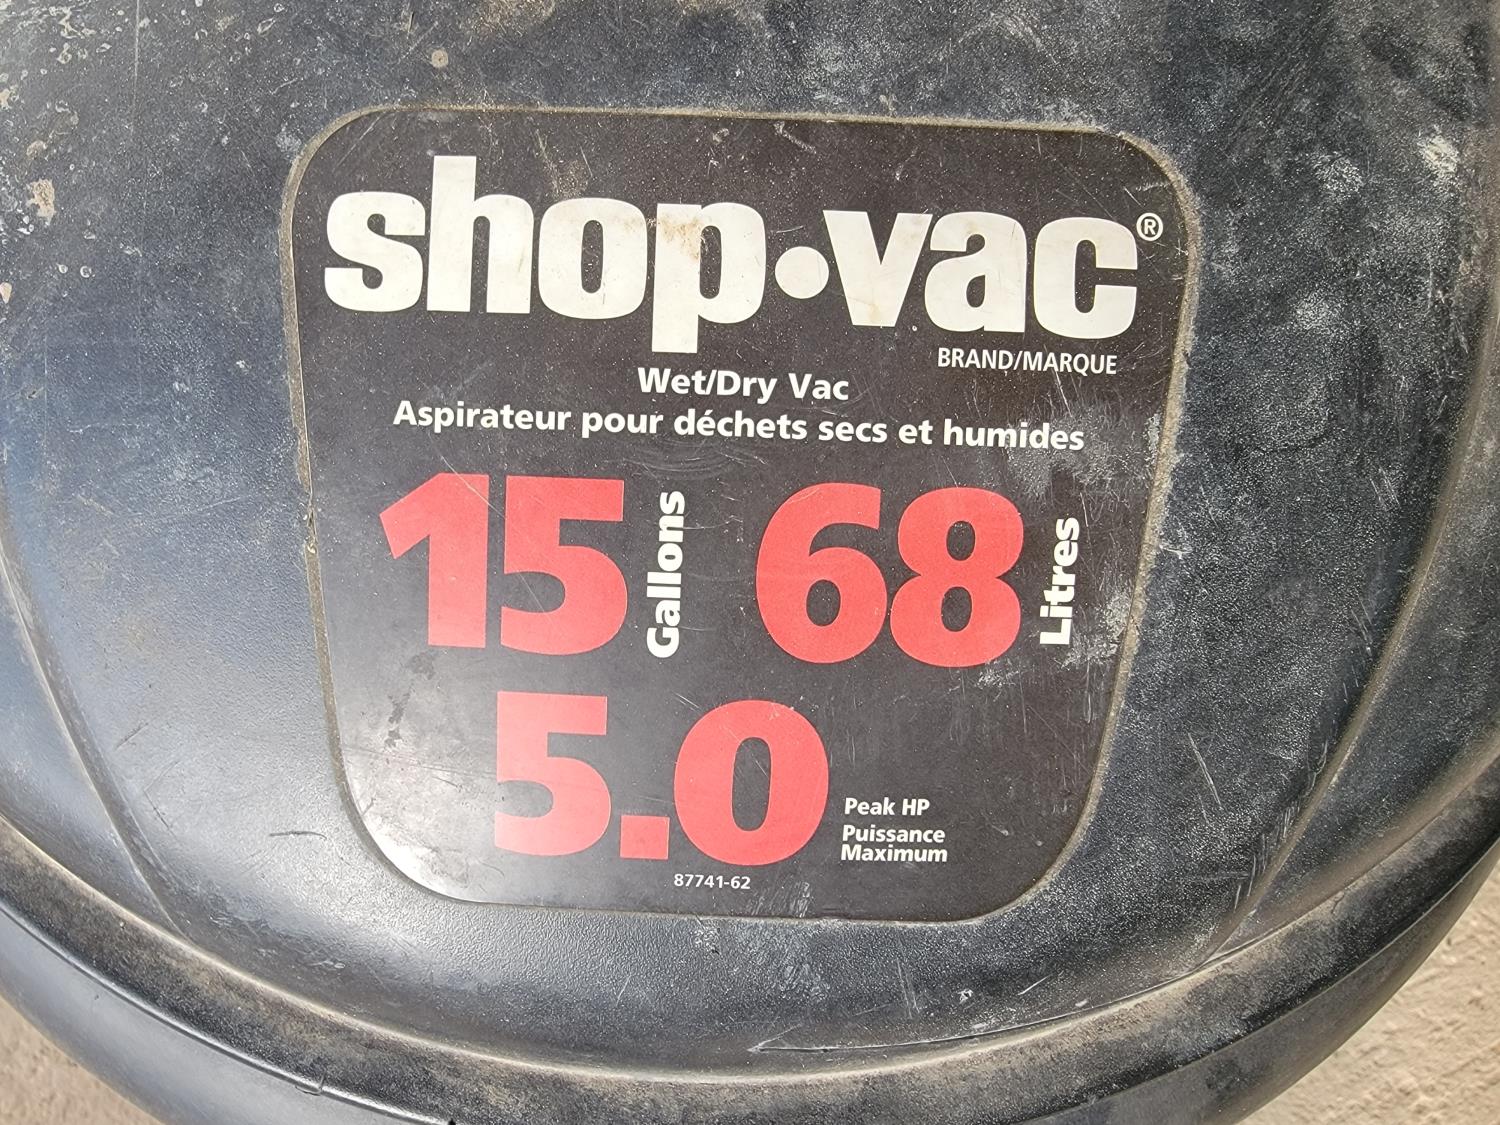 shop•vac®
BRAND/MARQUE
Wet/Dry Vac
Aspirateur pour déchets secs et humides
15 Gallons 68 Litres
5.0 Peak HP
Puissance
Maximum
87741-62